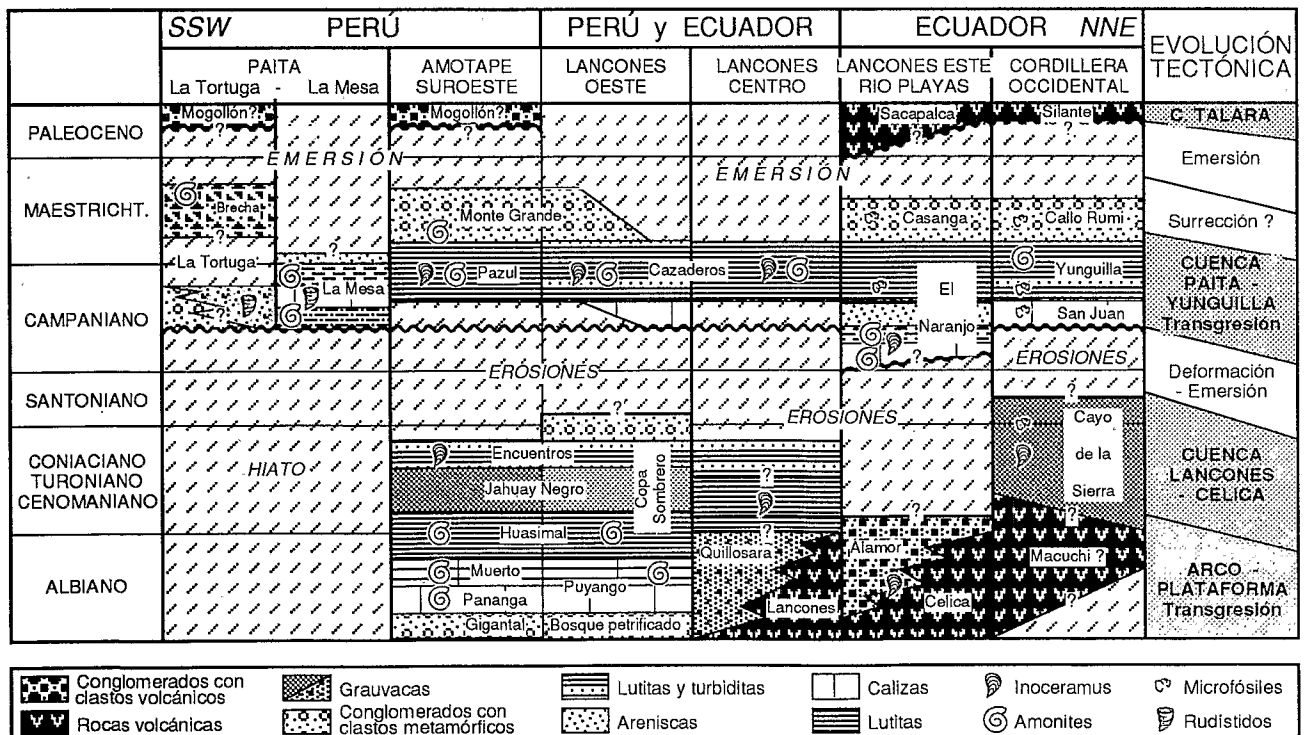 SSW PERÚ
PERÚ y ECUADOR
ECUADOR NNE
EVOLUCIÓN
TECTÓNICA
PAITA
La Tortuga - La Mesa
AMOTAPE
SUROESTE
LANCONES
OESTE
LANCONES
CENTRO
LANCONES ESTE
RIO PLAYAS
CORDILLERA
OCCIDENTAL
PALEOCENO
Mogollón?
?
Mogollón?
?
Sacapalca
?
Silante
?
C. TALARA
EMERSIÓN
EMERSIÓN
Emersión
MAESTRICHT.
Brecha
?
Monte Grande
Casanga
Callo Rumi
Surrección ?
La Tortuga
?
?
La Mesa
Pazul
Cazaderos
El
Naranjo
?
Yunguilla
San Juan
CUENCA
PAITA -
YUNGUILLA
Transgresión
CAMPANIANO
EROSIONES
EROSIONES
EROSIONES
Deformación
- Emersión
SANTONIANO
?
?
CONIACIANO
TURONIANO
CENOMANIANO
HIATO
Encuentros
Jahuay Negro
Copa
Sombrero
?
Cayo
de la
Sierra
CUENCA
LANCONES
- CELICA
Huasimal
?
?
?
ALBIANO
Muerto
Pananga
Gigantal
Puyango
Bosque petrificado
Quillosara
Lancones
Alamor
Celica
Macuchi ?
?
ARCO -
PLATAFORMA
Transgresión
Conglomerados con
clastos volcánicos
Rocas volcánicas
Grauvacas
Conglomerados con
clastos metamórficos
Lutitas y turbiditas
Areniscas
Calizas
Lutitas
Inoceramus
Amonites
Microfósiles
Rudístidos